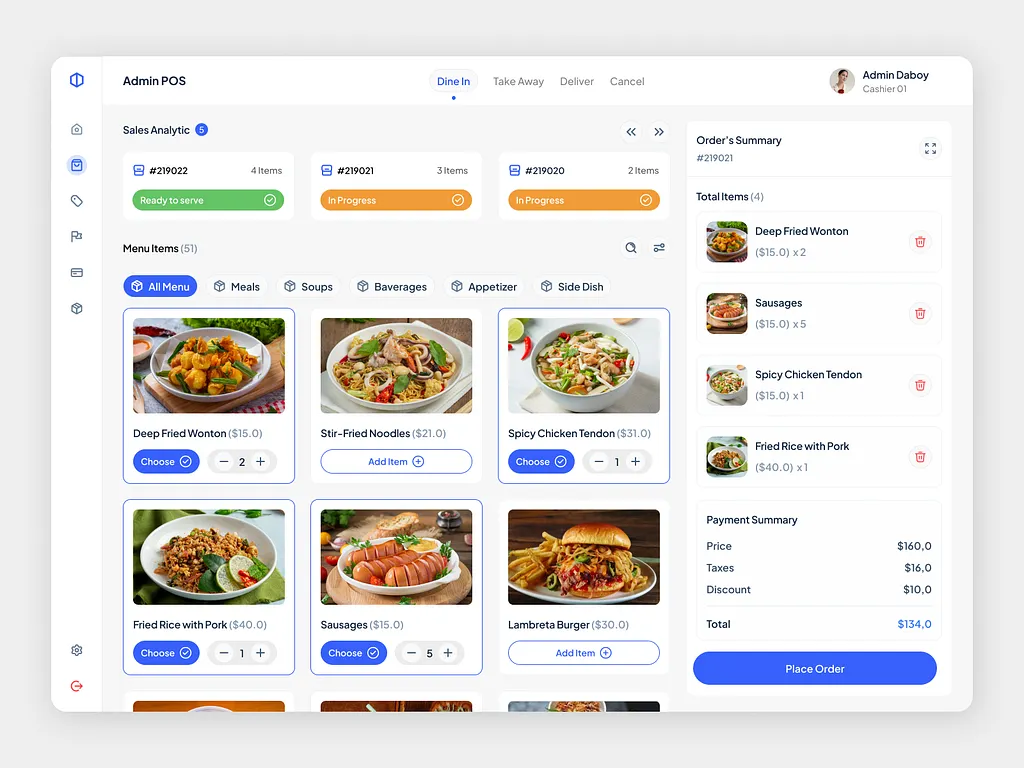 Admin POS
Dine In
Take Away
Deliver
Cancel
Admin Daboy
Cashier 01
Sales Analytic 5
#219022 4 Items
Ready to serve
#219021 3 Items
In Progress
#219020 2 Items
In Progress
Menu Items (51)
All Menu
Meals
Soups
Baverages
Appetizer
Side Dish
Deep Fried Wonton ($15.0)
Choose 2
Stir-Fried Noodles ($21.0)
Add Item
Spicy Chicken Tendon ($31.0)
Choose 1
Fried Rice with Pork ($40.0)
Choose 1
Sausages ($15.0)
Choose 5
Lambreta Burger ($30.0)
Add Item
Order's Summary
#219021
Total Items (4)
Deep Fried Wonton
($15.0) x 2
Sausages
($15.0) x 5
Spicy Chicken Tendon
($15.0) x 1
Fried Rice with Pork
($40.0) x 1
Payment Summary
Price $160,0
Taxes $16,0
Discount $10,0
Total $134,0
Place Order